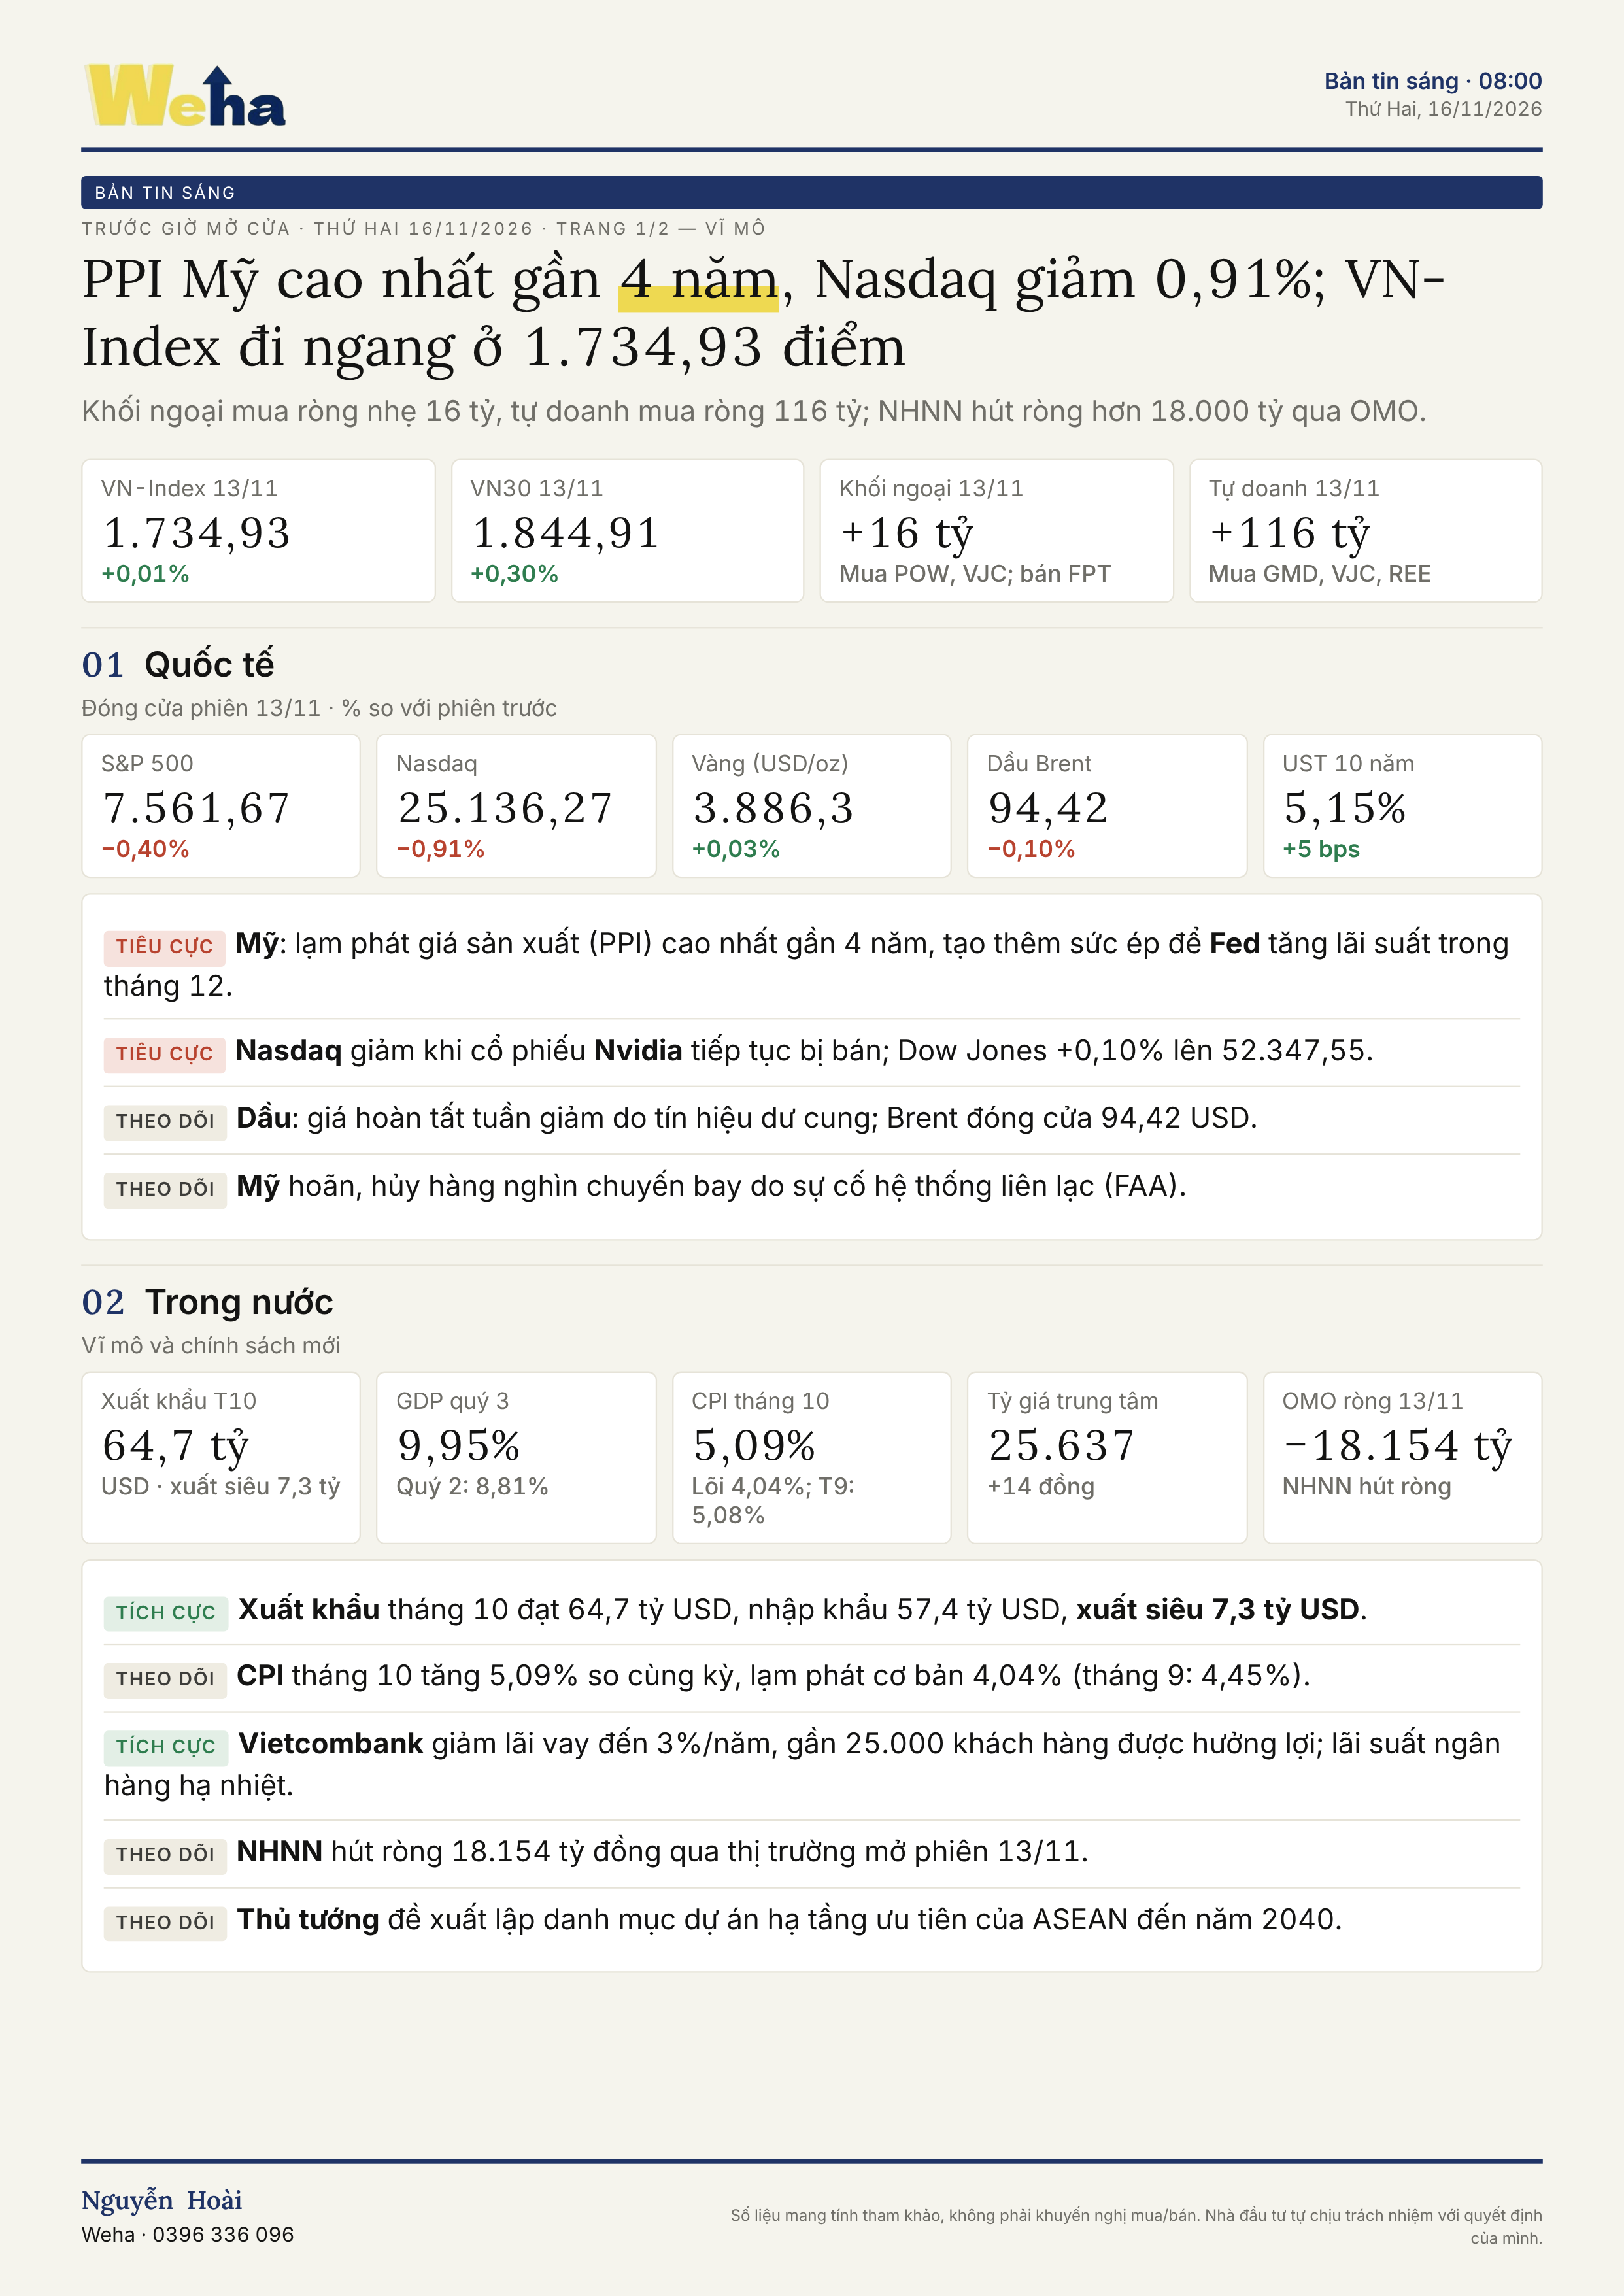 Weha
Bản tin sáng · 08:00
Thứ Hai, 16/11/2026
BẢN TIN SÁNG
TRƯỚC GIỜ MỞ CỬA · THỨ HAI 16/11/2026 · TRANG 1/2 — VĨ MÔ
PPI Mỹ cao nhất gần 4 năm, Nasdaq giảm 0,91%; VN-
Index đi ngang ở 1.734,93 điểm
Khối ngoại mua ròng nhẹ 16 tỷ, tự doanh mua ròng 116 tỷ; NHNN hút ròng hơn 18.000 tỷ qua OMO.
VN-Index 13/11
1.734,93
+0,01%
VN30 13/11
1.844,91
+0,30%
Khối ngoại 13/11
+16 tỷ
Mua POW, VJC; bán FPT
Tự doanh 13/11
+116 tỷ
Mua GMD, VJC, REE
01 Quốc tế
Đóng cửa phiên 13/11 · % so với phiên trước
S&P 500
7.561,67
−0,40%
Nasdaq
25.136,27
−0,91%
Vàng (USD/oz)
3.886,3
+0,03%
Dầu Brent
94,42
−0,10%
UST 10 năm
5,15%
+5 bps
TIÊU CỰC Mỹ: lạm phát giá sản xuất (PPI) cao nhất gần 4 năm, tạo thêm sức ép để Fed tăng lãi suất trong
tháng 12.
TIÊU CỰC Nasdaq giảm khi cổ phiếu Nvidia tiếp tục bị bán; Dow Jones +0,10% lên 52.347,55.
THEO DÕI Dầu: giá hoàn tất tuần giảm do tín hiệu dư cung; Brent đóng cửa 94,42 USD.
THEO DÕI Mỹ hoãn, hủy hàng nghìn chuyến bay do sự cố hệ thống liên lạc (FAA).
02 Trong nước
Vĩ mô và chính sách mới
Xuất khẩu T10
64,7 tỷ
USD · xuất siêu 7,3 tỷ
GDP quý 3
9,95%
Quý 2: 8,81%
CPI tháng 10
5,09%
Lõi 4,04%; T9:
5,08%
Tỷ giá trung tâm
25.637
+14 đồng
OMO ròng 13/11
−18.154 tỷ
NHNN hút ròng
TÍCH CỰC Xuất khẩu tháng 10 đạt 64,7 tỷ USD, nhập khẩu 57,4 tỷ USD, xuất siêu 7,3 tỷ USD.
THEO DÕI CPI tháng 10 tăng 5,09% so cùng kỳ, lạm phát cơ bản 4,04% (tháng 9: 4,45%).
TÍCH CỰC Vietcombank giảm lãi vay đến 3%/năm, gần 25.000 khách hàng được hưởng lợi; lãi suất ngân
hàng hạ nhiệt.
THEO DÕI NHNN hút ròng 18.154 tỷ đồng qua thị trường mở phiên 13/11.
THEO DÕI Thủ tướng đề xuất lập danh mục dự án hạ tầng ưu tiên của ASEAN đến năm 2040.
Nguyễn Hoài
Weha · 0396 336 096
Số liệu mang tính tham khảo, không phải khuyến nghị mua/bán. Nhà đầu tư tự chịu trách nhiệm với quyết định
của mình.